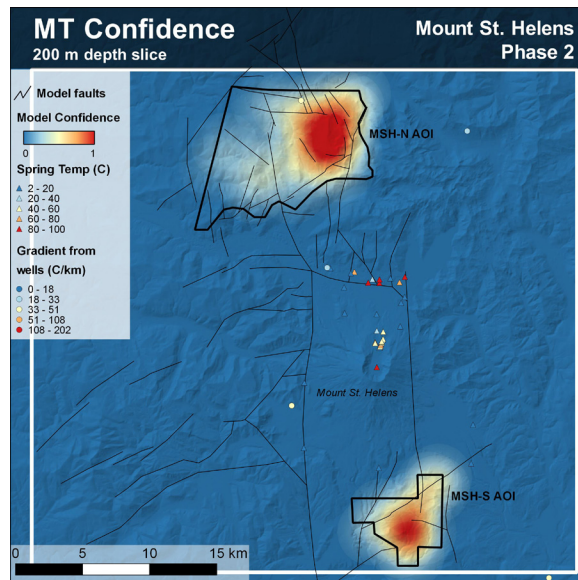 MT Confidence
200 m depth slice
Mount St. Helens
Phase 2
Model faults
Model Confidence
0 1
Spring Temp (C)
2 - 20
20 - 40
40 - 60
60 - 80
80 - 100
Gradient from
wells (C/km)
0 - 18
18 - 33
33 - 51
51 - 108
108 - 202
MSH-N AOI
Mount St. Helens
MSH-S AOI
0 5 10 15 km